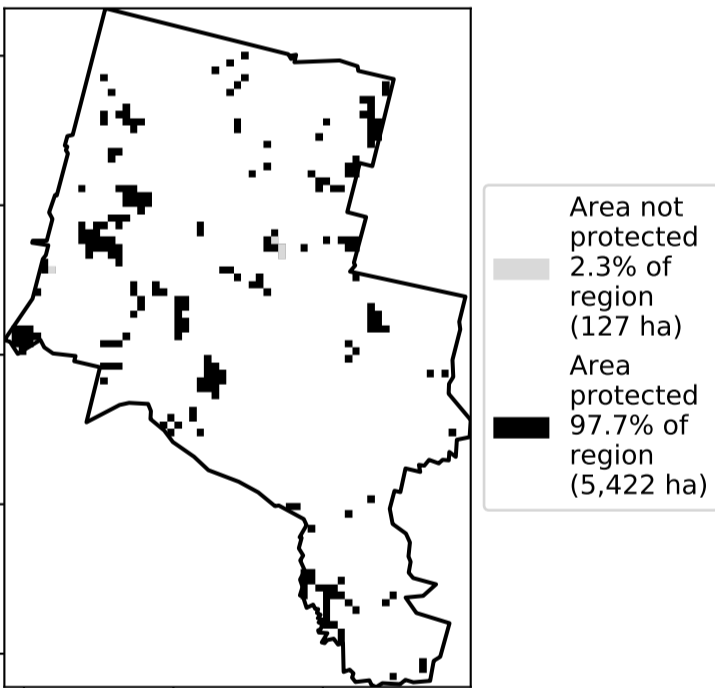 Area not
protected
2.3% of
region
(127 ha)
Area
protected
97.7% of
region
(5,422 ha)